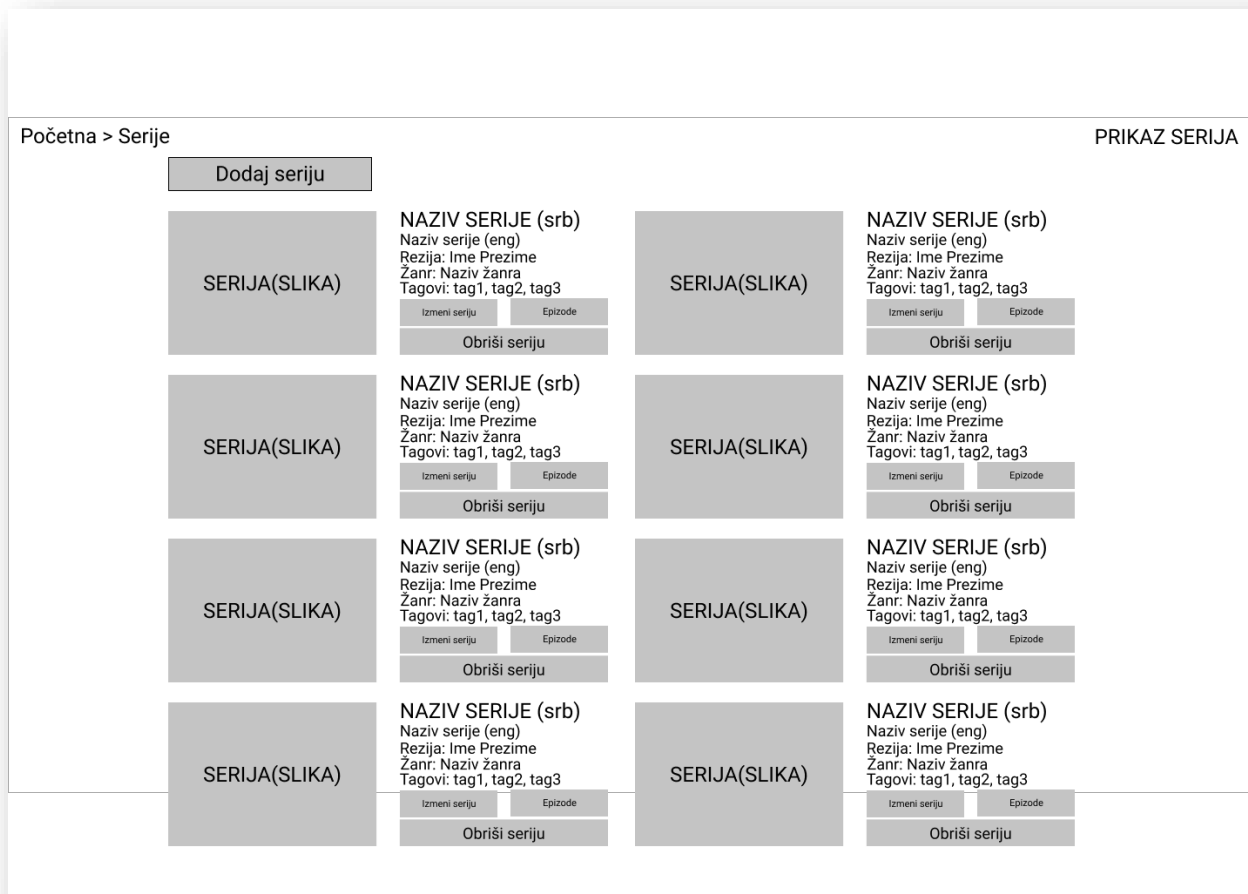 Početna > Serije
PRIKAZ SERIJA
Dodaj seriju
SERIJA(SLIKA)
NAZIV SERIJE (srb)
Naziv serije (eng)
Rezija: Ime Prezime
Žanr: Naziv žanra
Tagovi: tag1, tag2, tag3
Izmeni seriju
Epizode
Obriši seriju
SERIJA(SLIKA)
NAZIV SERIJE (srb)
Naziv serije (eng)
Rezija: Ime Prezime
Žanr: Naziv žanra
Tagovi: tag1, tag2, tag3
Izmeni seriju
Epizode
Obriši seriju
SERIJA(SLIKA)
NAZIV SERIJE (srb)
Naziv serije (eng)
Rezija: Ime Prezime
Žanr: Naziv žanra
Tagovi: tag1, tag2, tag3
Izmeni seriju
Epizode
Obriši seriju
SERIJA(SLIKA)
NAZIV SERIJE (srb)
Naziv serije (eng)
Rezija: Ime Prezime
Žanr: Naziv žanra
Tagovi: tag1, tag2, tag3
Izmeni seriju
Epizode
Obriši seriju
SERIJA(SLIKA)
NAZIV SERIJE (srb)
Naziv serije (eng)
Rezija: Ime Prezime
Žanr: Naziv žanra
Tagovi: tag1, tag2, tag3
Izmeni seriju
Epizode
Obriši seriju
SERIJA(SLIKA)
NAZIV SERIJE (srb)
Naziv serije (eng)
Rezija: Ime Prezime
Žanr: Naziv žanra
Tagovi: tag1, tag2, tag3
Izmeni seriju
Epizode
Obriši seriju
SERIJA(SLIKA)
NAZIV SERIJE (srb)
Naziv serije (eng)
Rezija: Ime Prezime
Žanr: Naziv žanra
Tagovi: tag1, tag2, tag3
Izmeni seriju
Epizode
Obriši seriju
SERIJA(SLIKA)
NAZIV SERIJE (srb)
Naziv serije (eng)
Rezija: Ime Prezime
Žanr: Naziv žanra
Tagovi: tag1, tag2, tag3
Izmeni seriju
Epizode
Obriši seriju